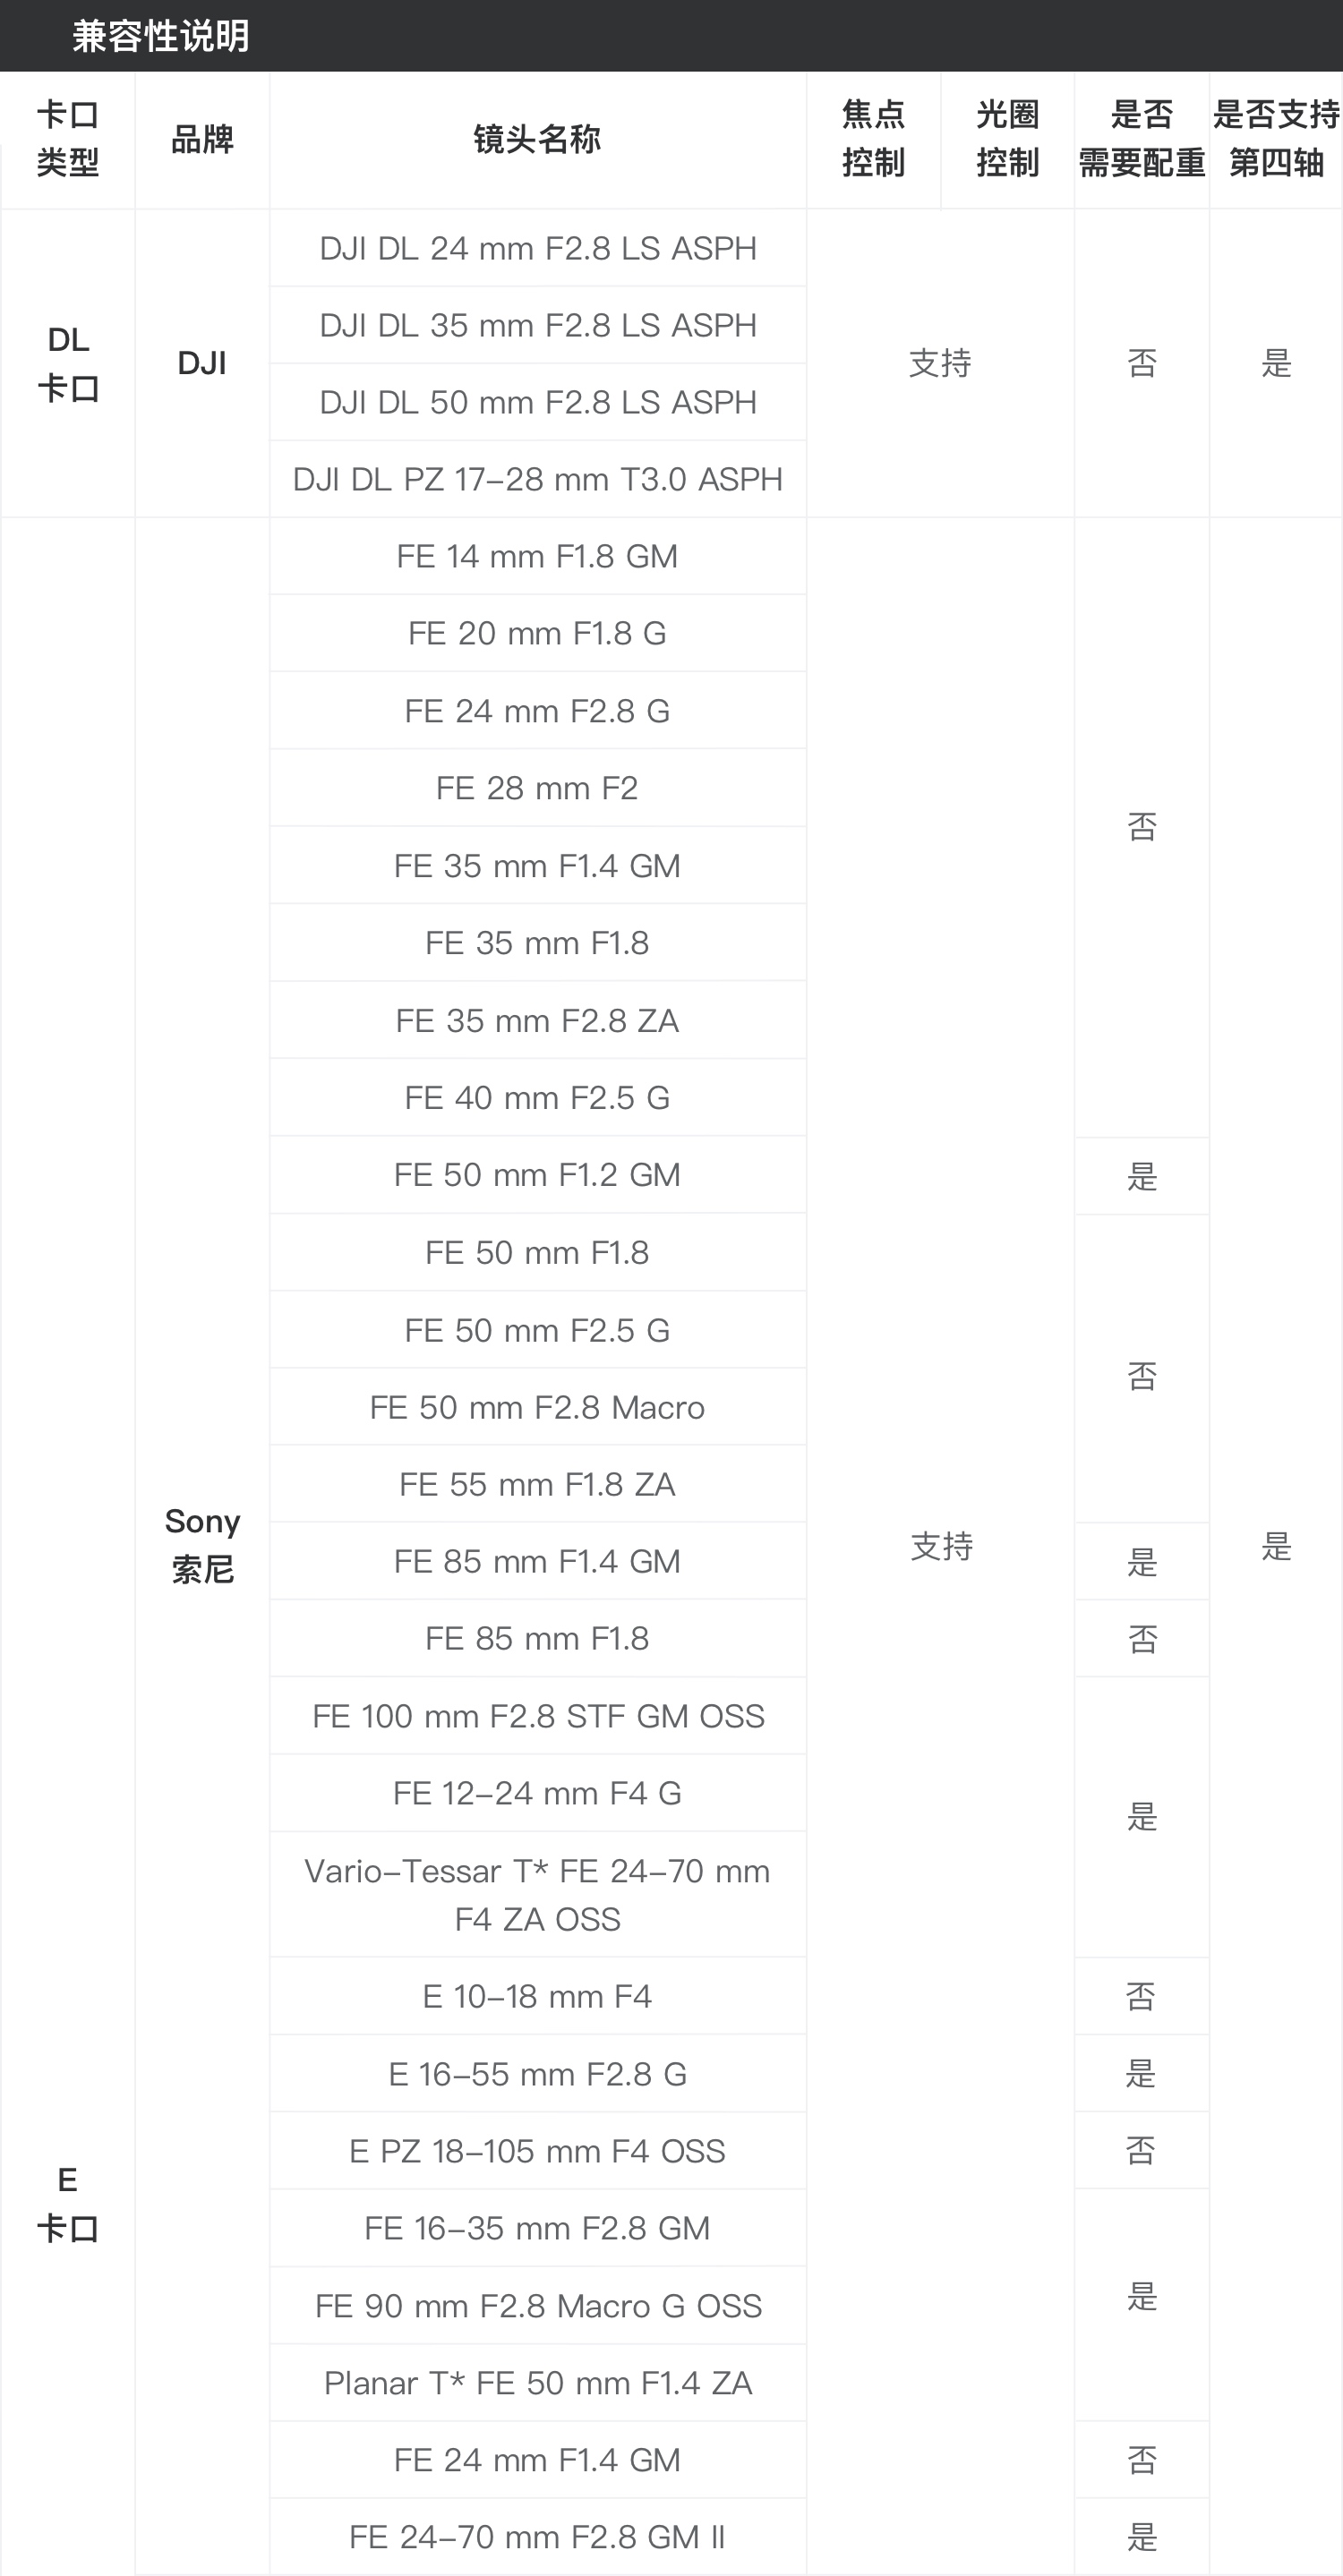 兼容性说明
卡口
类型
品牌
镜头名称
焦点
控制
光圈
控制
是否
需要配重
是否支持
第四轴
DL
卡口
DJI
DJI DL 24 mm F2.8 LS ASPH
DJI DL 35 mm F2.8 LS ASPH
DJI DL 50 mm F2.8 LS ASPH
DJI DL PZ 17–28 mm T3.0 ASPH
支持
否
是
E
卡口
Sony
索尼
FE 14 mm F1.8 GM
FE 20 mm F1.8 G
FE 24 mm F2.8 G
FE 28 mm F2
FE 35 mm F1.4 GM
FE 35 mm F1.8
FE 35 mm F2.8 ZA
FE 40 mm F2.5 G
否
FE 50 mm F1.2 GM
是
FE 50 mm F1.8
FE 50 mm F2.5 G
FE 50 mm F2.8 Macro
FE 55 mm F1.8 ZA
否
支持
是
FE 85 mm F1.4 GM
是
FE 85 mm F1.8
否
FE 100 mm F2.8 STF GM OSS
FE 12–24 mm F4 G
Vario–Tessar T* FE 24–70 mm
F4 ZA OSS
是
E 10–18 mm F4
否
E 16–55 mm F2.8 G
是
E PZ 18–105 mm F4 OSS
否
FE 16–35 mm F2.8 GM
FE 90 mm F2.8 Macro G OSS
Planar T* FE 50 mm F1.4 ZA
是
FE 24 mm F1.4 GM
否
FE 24–70 mm F2.8 GM II
是